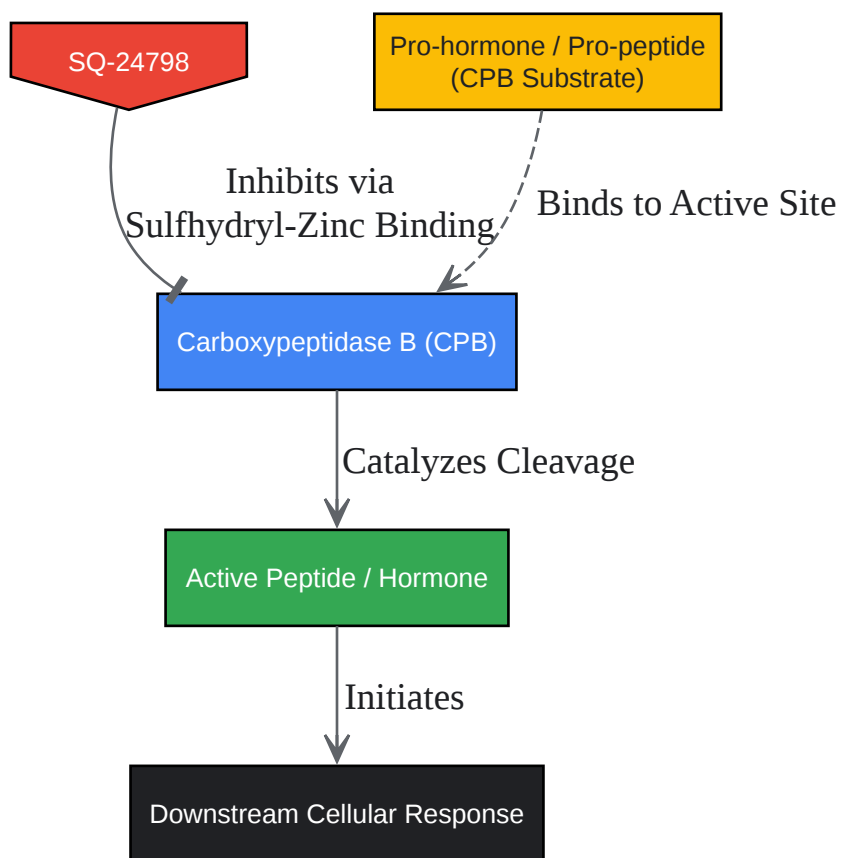 SQ-24798
Pro-hormone / Pro-peptide
(CPB Substrate)
Inhibits via
Sulfhydryl-Zinc Binding
Binds to Active Site
Carboxypeptidase B (CPB)
Catalyzes Cleavage
Active Peptide / Hormone
Initiates
Downstream Cellular Response